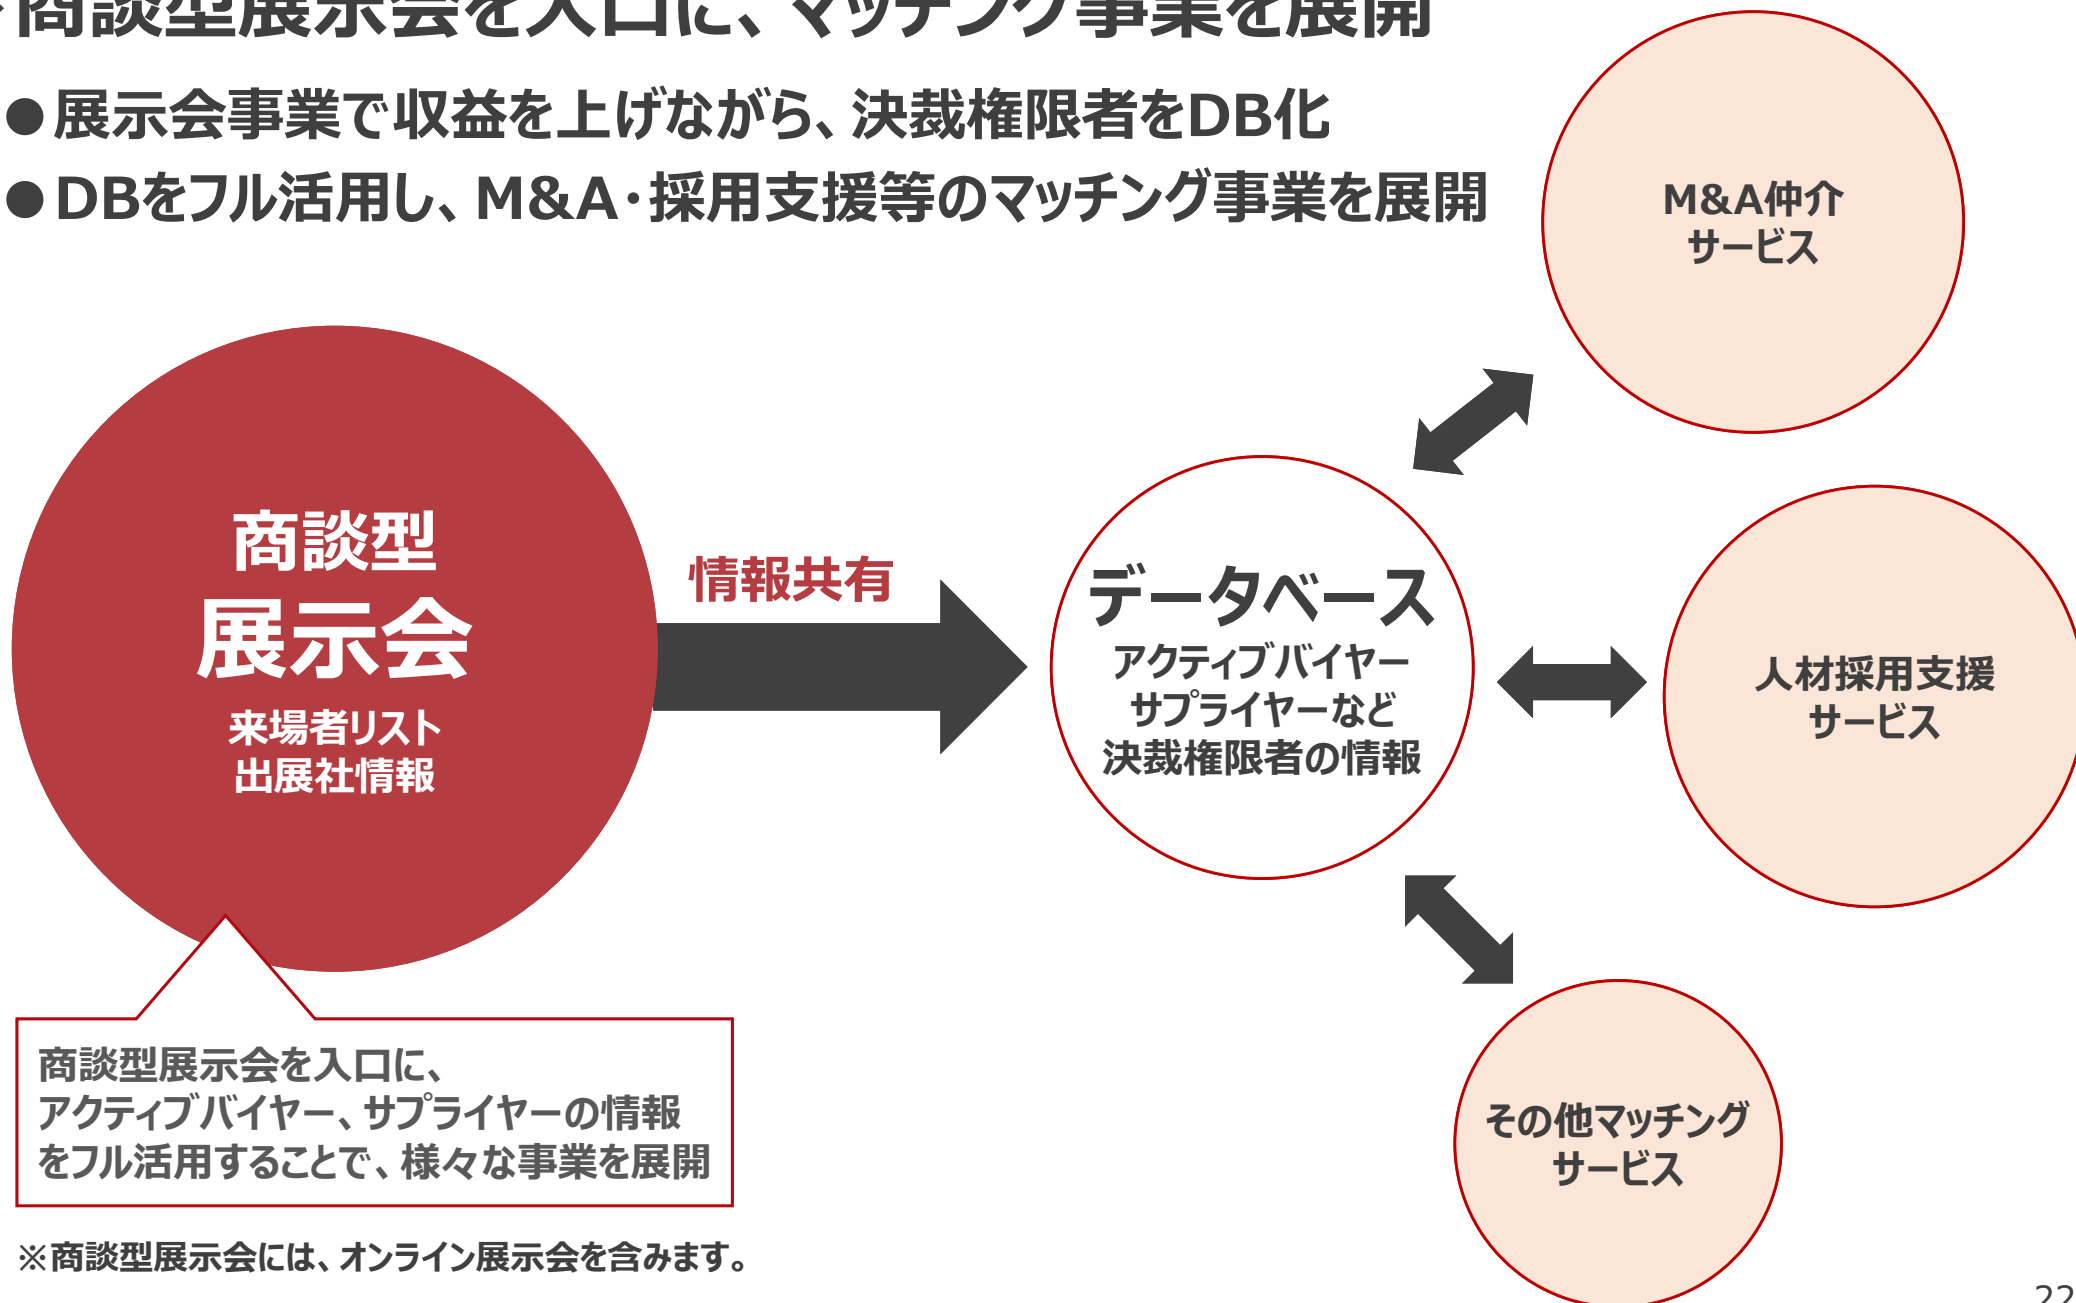 商談型展示会を入口に、マッチング事業を展開
●展示会事業で収益を上げながら、決裁権限者をDB化
●DBをフル活用し、M&A・採用支援等のマッチング事業を展開
M&A仲介
サービス
商談型
展示会
来場者リスト
出展社情報
情報共有
データベース
アクティブバイヤー
サプライヤーなど
決裁権限者の情報
人材採用支援
サービス
その他マッチング
サービス
商談型展示会を入口に、
アクティブバイヤー、サプライヤーの情報
をフル活用することで、様々な事業を展開
※商談型展示会には、オンライン展示会を含みます。
22